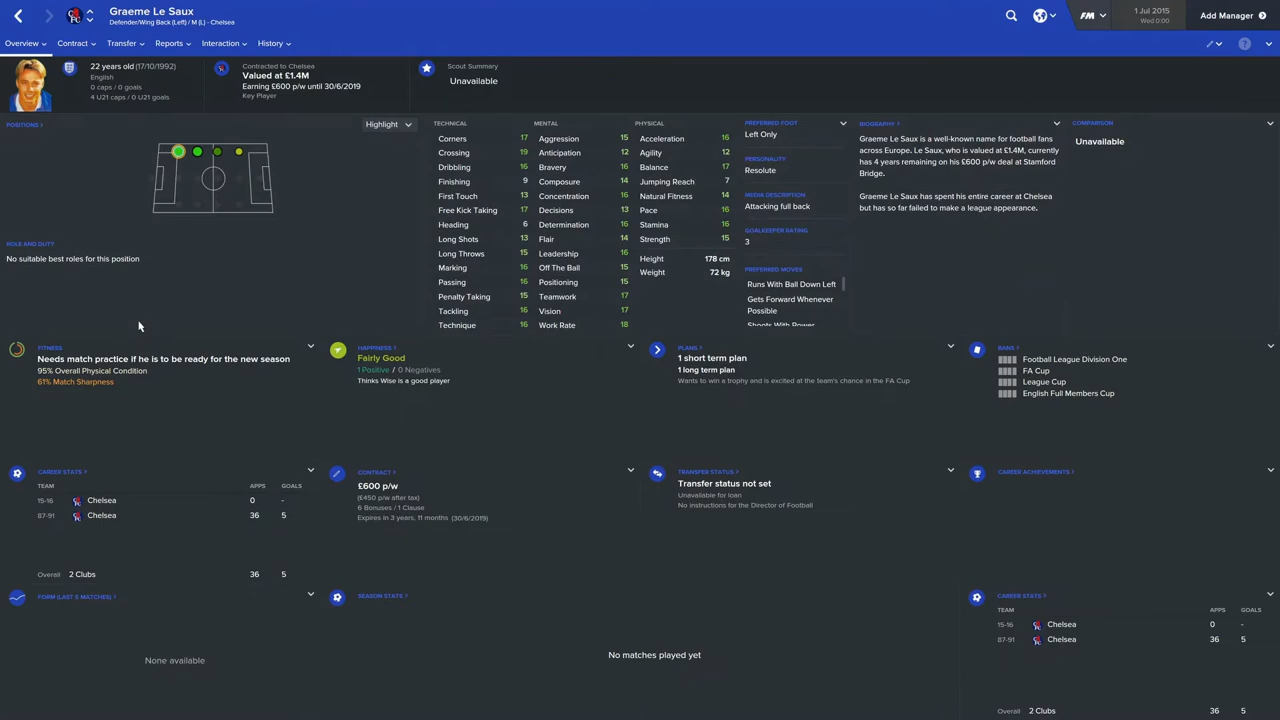 Graeme Le Saux
Defender/Wing Back (Left) / M (L) - Chelsea
FM
1 Jul 2015
Wed 0:00
Add Manager
Overview
Contract
Transfer
Reports
Interaction
History
22 years old (17/10/1992)
English
0 caps / 0 goals
4 U21 caps / 0 U21 goals
Contracted to Chelsea
Valued at £1.4M
Earning £600 p/w until 30/6/2019
Key Player
Scout Summary
Unavailable
POSITIONS >
Highlight
ROLE AND DUTY
No suitable best roles for this position
TECHNICAL
Corners 17
Crossing 19
Dribbling 16
Finishing 9
First Touch 13
Free Kick Taking 17
Heading 6
Long Shots 13
Long Throws 15
Marking 16
Passing 16
Penalty Taking 15
Tackling 16
Technique 16
MENTAL
Aggression 15
Anticipation 12
Bravery 16
Composure 14
Concentration 16
Decisions 13
Determination 16
Flair 14
Leadership 16
Off The Ball 15
Positioning 15
Teamwork 17
Vision 17
Work Rate 18
PHYSICAL
Acceleration 16
Agility 12
Balance 17
Jumping Reach 7
Natural Fitness 14
Pace 16
Stamina 16
Strength 15
Height 178 cm
Weight 72 kg
PREFERRED FOOT
Left Only
PERSONALITY
Resolute
MEDIA DESCRIPTION
Attacking full back
GOALKEEPER RATING
3
PREFERRED MOVES
Runs With Ball Down Left
Gets Forward Whenever
Possible
Shoots With Power
BIOGRAPHY >
Graeme Le Saux is a well-known name for football fans
across Europe. Le Saux, who is valued at £1.4M, currently
has 4 years remaining on his £600 p/w deal at Stamford
Bridge.
Graeme Le Saux has spent his entire career at Chelsea
but has so far failed to make a league appearance.
COMPARISON
Unavailable
FITNESS
Needs match practice if he is to be ready for the new season
95% Overall Physical Condition
61% Match Sharpness
HAPPINESS >
Fairly Good
1 Positive / 0 Negatives
Thinks Wise is a good player
PLANS >
1 short term plan
1 long term plan
Wants to win a trophy and is excited at the team's chance in the FA Cup
BANS >
Football League Division One
FA Cup
League Cup
English Full Members Cup
CAREER STATS >
TEAM APPS GOALS
15-16 Chelsea 0 -
87-91 Chelsea 36 5
Overall 2 Clubs 36 5
CONTRACT >
£600 p/w
(£450 p/w after tax)
6 Bonuses / 1 Clause
Expires in 3 years, 11 months (30/6/2019)
TRANSFER STATUS >
Transfer status not set
Unavailable for loan
No instructions for the Director of Football
CAREER ACHIEVEMENTS >
FORM (LAST 5 MATCHES) >
None available
SEASON STATS >
No matches played yet
CAREER STATS >
TEAM APPS GOALS
15-16 Chelsea 0 -
87-91 Chelsea 36 5
Overall 2 Clubs 36 5